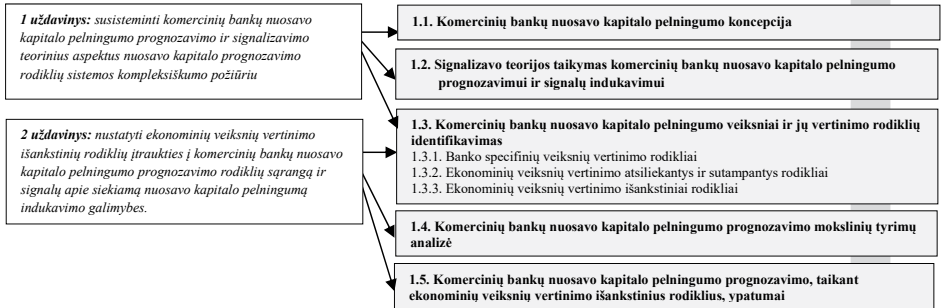 1 uždavinys: susisteminti komercinių bankų nuosavo
kapitalo pelningumo prognozavimo ir signalizavimo
teorinius aspektus nuosavo kapitalo prognozavimo
rodiklių sistemos kompleksiškumo požiūriu
2 uždavinys: nustatyti ekonominių veiksnių vertinimo
išankstinių rodiklių įtraukties į komercinių bankų nuosavo
kapitalo pelningumo prognozavimo rodiklių sąrangą ir
signalų apie siekiamą nuosavo kapitalo pelningumą
indukavimo galimybes.
1.1. Komercinių bankų nuosavo kapitalo pelningumo koncepcija
1.2. Signalizavo teorijos taikymas komercinių bankų nuosavo kapitalo pelningumo
prognozavimui ir signalų indukavimui
1.3. Komercinių bankų nuosavo kapitalo pelningumo veiksniai ir jų vertinimo rodiklių
identifikavimas
1.3.1. Banko specifinių veiksnių vertinimo rodikliai
1.3.2. Ekonominių veiksnių vertinimo atsiliekantys ir sutampantys rodikliai
1.3.3. Ekonominių veiksnių vertinimo išankstiniai rodikliai
1.4. Komercinių bankų nuosavo kapitalo pelningumo prognozavimo mokslinių tyrimų
analizė
1.5. Komercinių bankų nuosavo kapitalo pelningumo prognozavimo, taikant
ekonominių veiksnių vertinimo išankstinius rodiklius, ypatumai